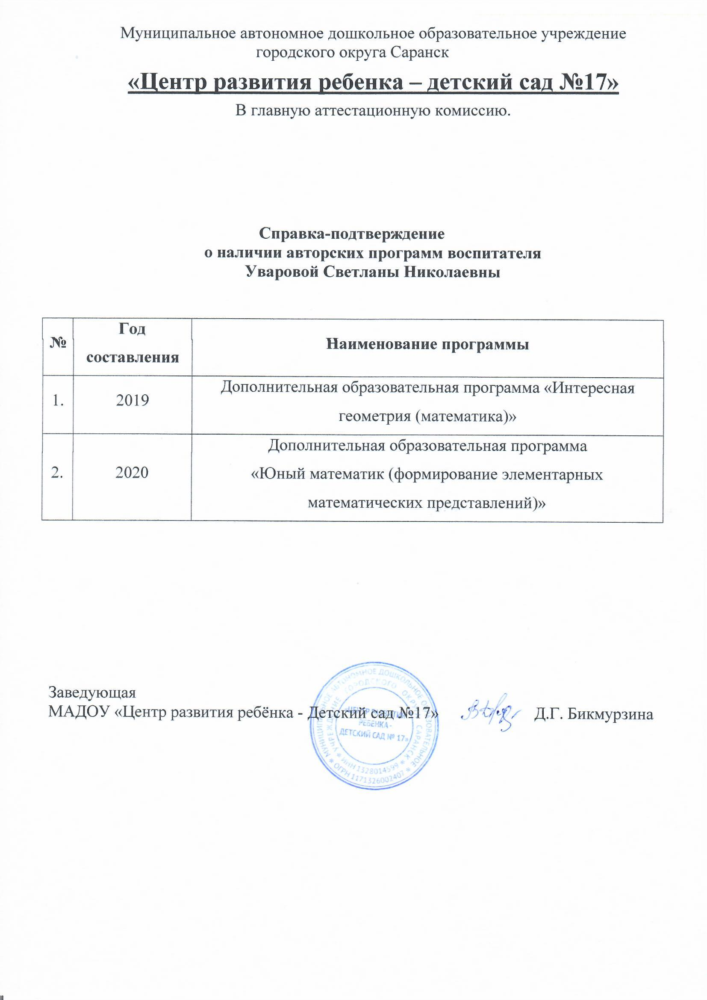 Муниципальное автономное дошкольное образовательное учреждение
городского округа Саранск
«Центр развития ребенка – детский сад №17»
В главную аттестационную комиссию.
Справка-подтверждение
о наличии авторских программ воспитателя
Уваровой Светланы Николаевны
№
Год
составления
Наименование программы
1.
2019
Дополнительная образовательная программа «Интересная
геометрия (математика)»
2.
2020
Дополнительная образовательная программа
«Юный математик (формирование элементарных
математических представлений)»
Заведующая
МАДОУ «Центр развития ребёнка - Детский сад №17»
Д.Г. Бикмурзина
МУНИЦИПАЛЬНОЕ АВТОНОМНОЕ ДОШКОЛЬНОЕ ОБРАЗОВАТЕЛЬНОЕ
УЧРЕЖДЕНИЕ ГОРОДСКОГО ОКРУГА САРАНСК
«ЦЕНТР РАЗВИТИЯ
РЕБЕНКА -
ДЕТСКИЙ САД № 17»
* ИНН 1328014599 *
* ОГРН 1171326002407 *